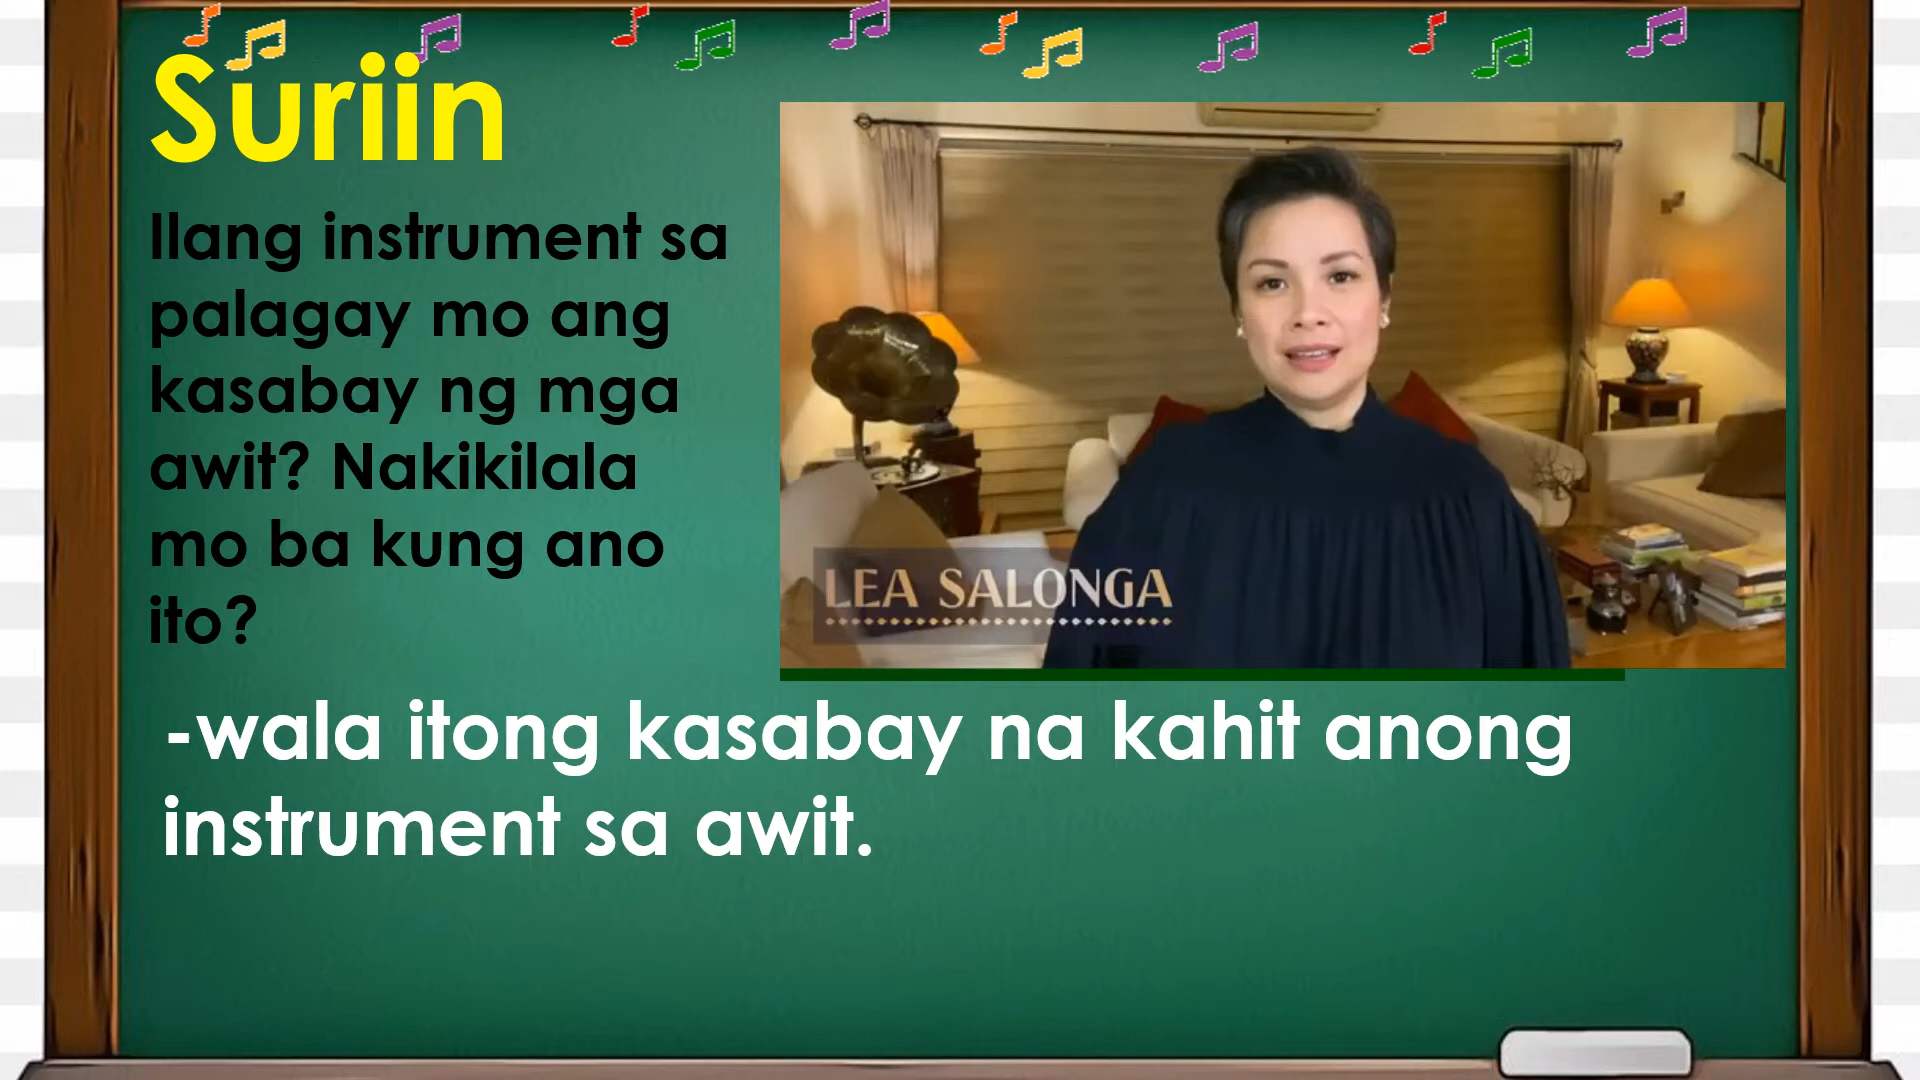 Suriin
Ilang instrument sa
palagay mo ang
kasabay ng mga
awit? Nakikilala
mo ba kung ano
ito?
LEA SALONGA
-wala itong kasabay na kahit anong
instrument sa awit.